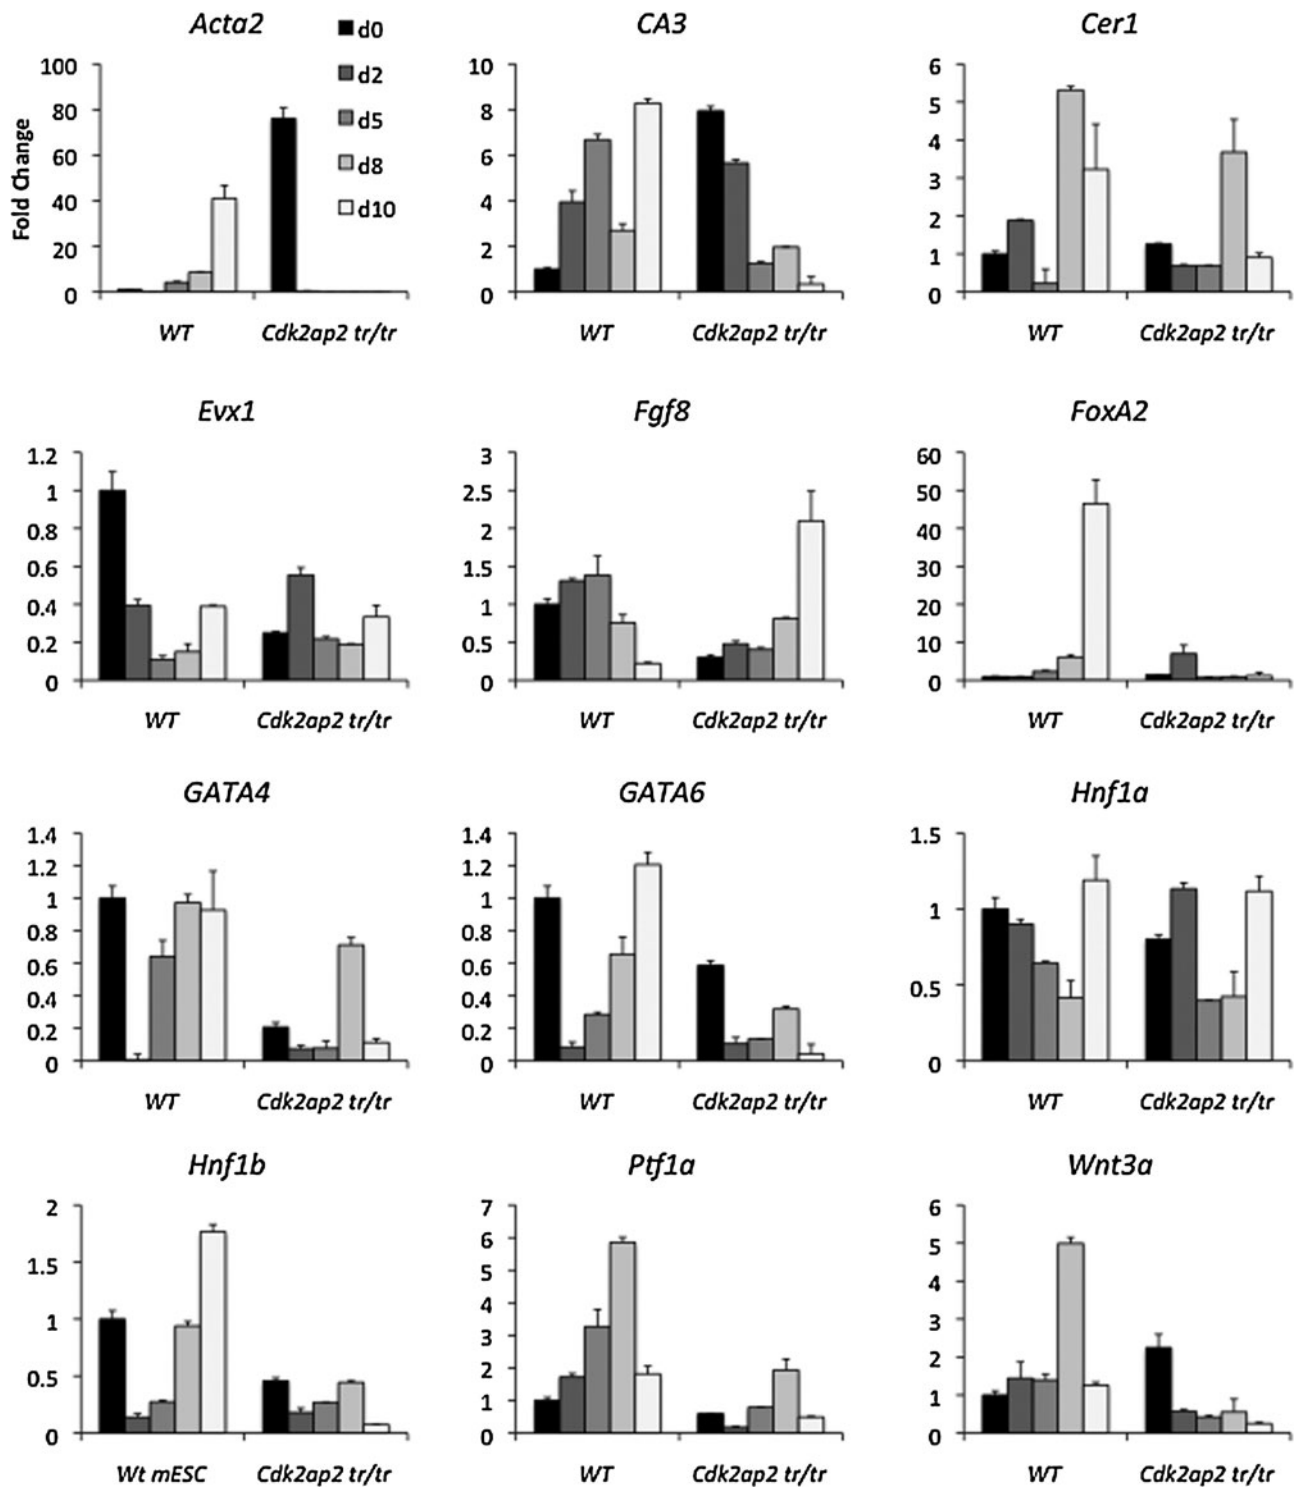 Acta2
d0
d2
d5
d8
d10
Fold Change
100
80
60
40
20
0
WT Cdk2ap2 tr/tr
CA3
10
8
6
4
2
0
WT Cdk2ap2 tr/tr
Cer1
6
5
4
3
2
1
0
WT Cdk2ap2 tr/tr
Evx1
1.2
1
0.8
0.6
0.4
0.2
0
WT Cdk2ap2 tr/tr
Fgf8
3
2.5
2
1.5
1
0.5
0
WT Cdk2ap2 tr/tr
FoxA2
60
50
40
30
20
10
0
WT Cdk2ap2 tr/tr
GATA4
1.4
1.2
1
0.8
0.6
0.4
0.2
0
WT Cdk2ap2 tr/tr
GATA6
1.4
1.2
1
0.8
0.6
0.4
0.2
0
WT Cdk2ap2 tr/tr
Hnf1a
1.5
1
0.5
0
WT Cdk2ap2 tr/tr
Hnf1b
2
1.5
1
0.5
0
Wt mESC Cdk2ap2 tr/tr
Ptf1a
7
6
5
4
3
2
1
0
WT Cdk2ap2 tr/tr
Wnt3a
6
5
4
3
2
1
0
WT Cdk2ap2 tr/tr